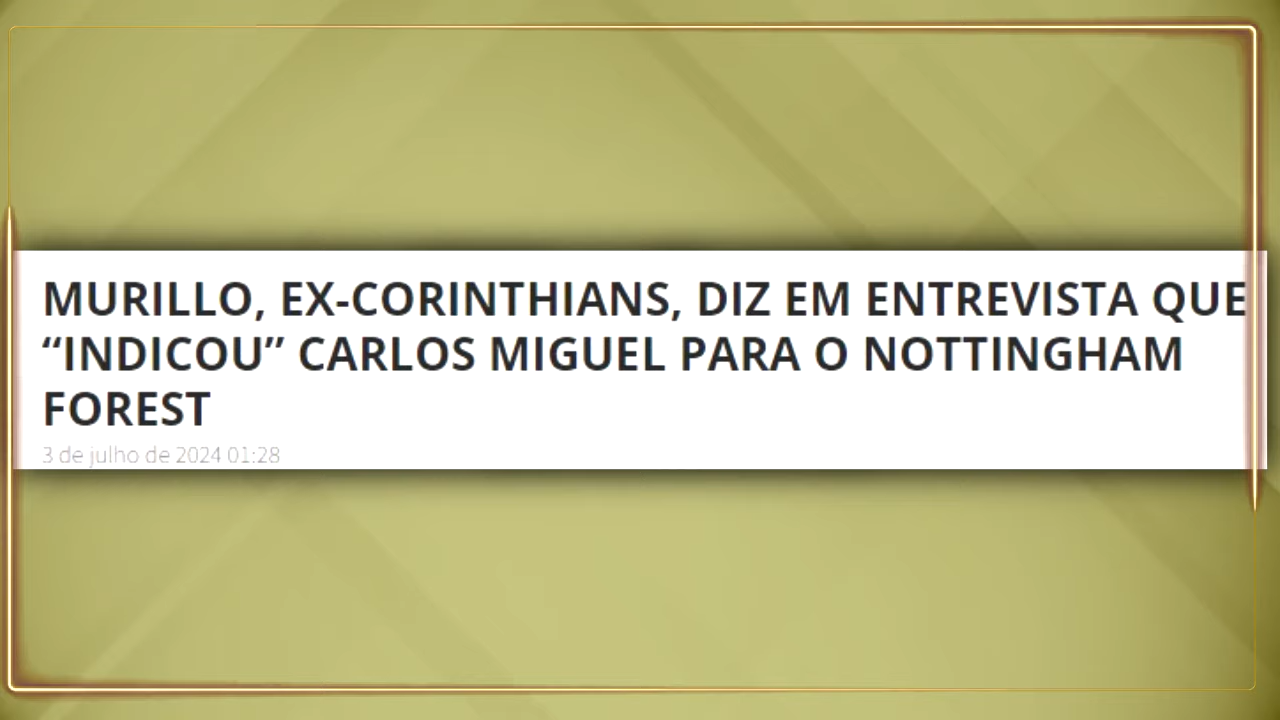 MURILLO, EX-CORINTHIANS, DIZ EM ENTREVISTA QUE
“INDICOU” CARLOS MIGUEL PARA O NOTTINGHAM
FOREST
3 de julho de 2024 01:28